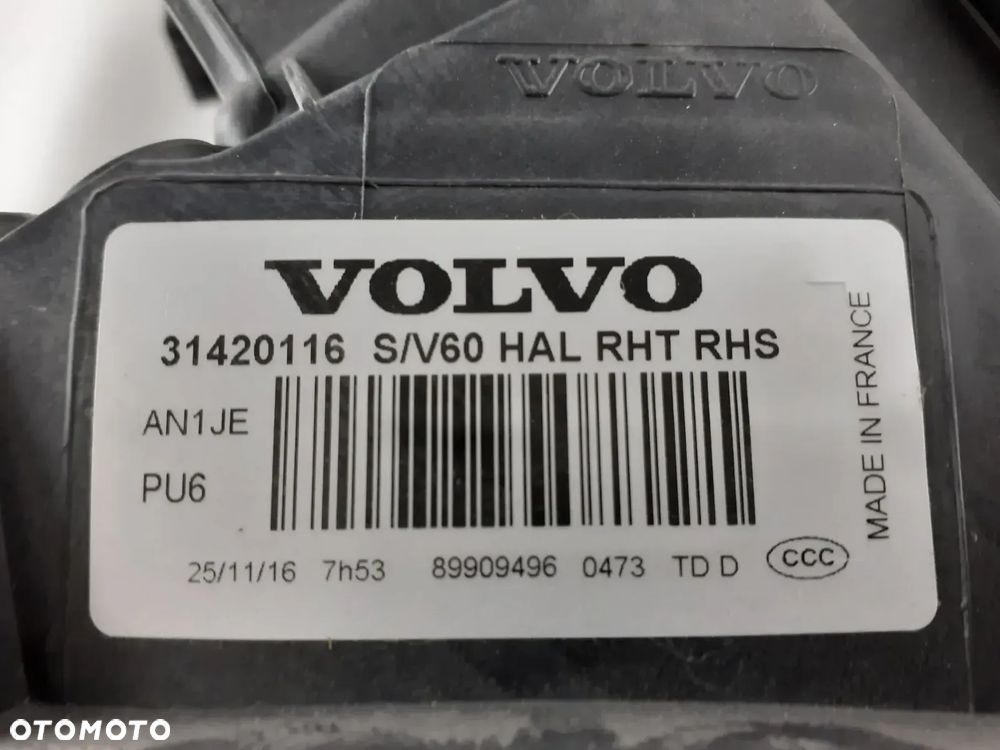 VOLVO
VOLVO
31420116 S/V60 HAL RHT RHS
AN1JE
PU6
25/11/16 7h53 89909496 0473 TD D CCC
MADE IN FRANCE
OTOMOTO